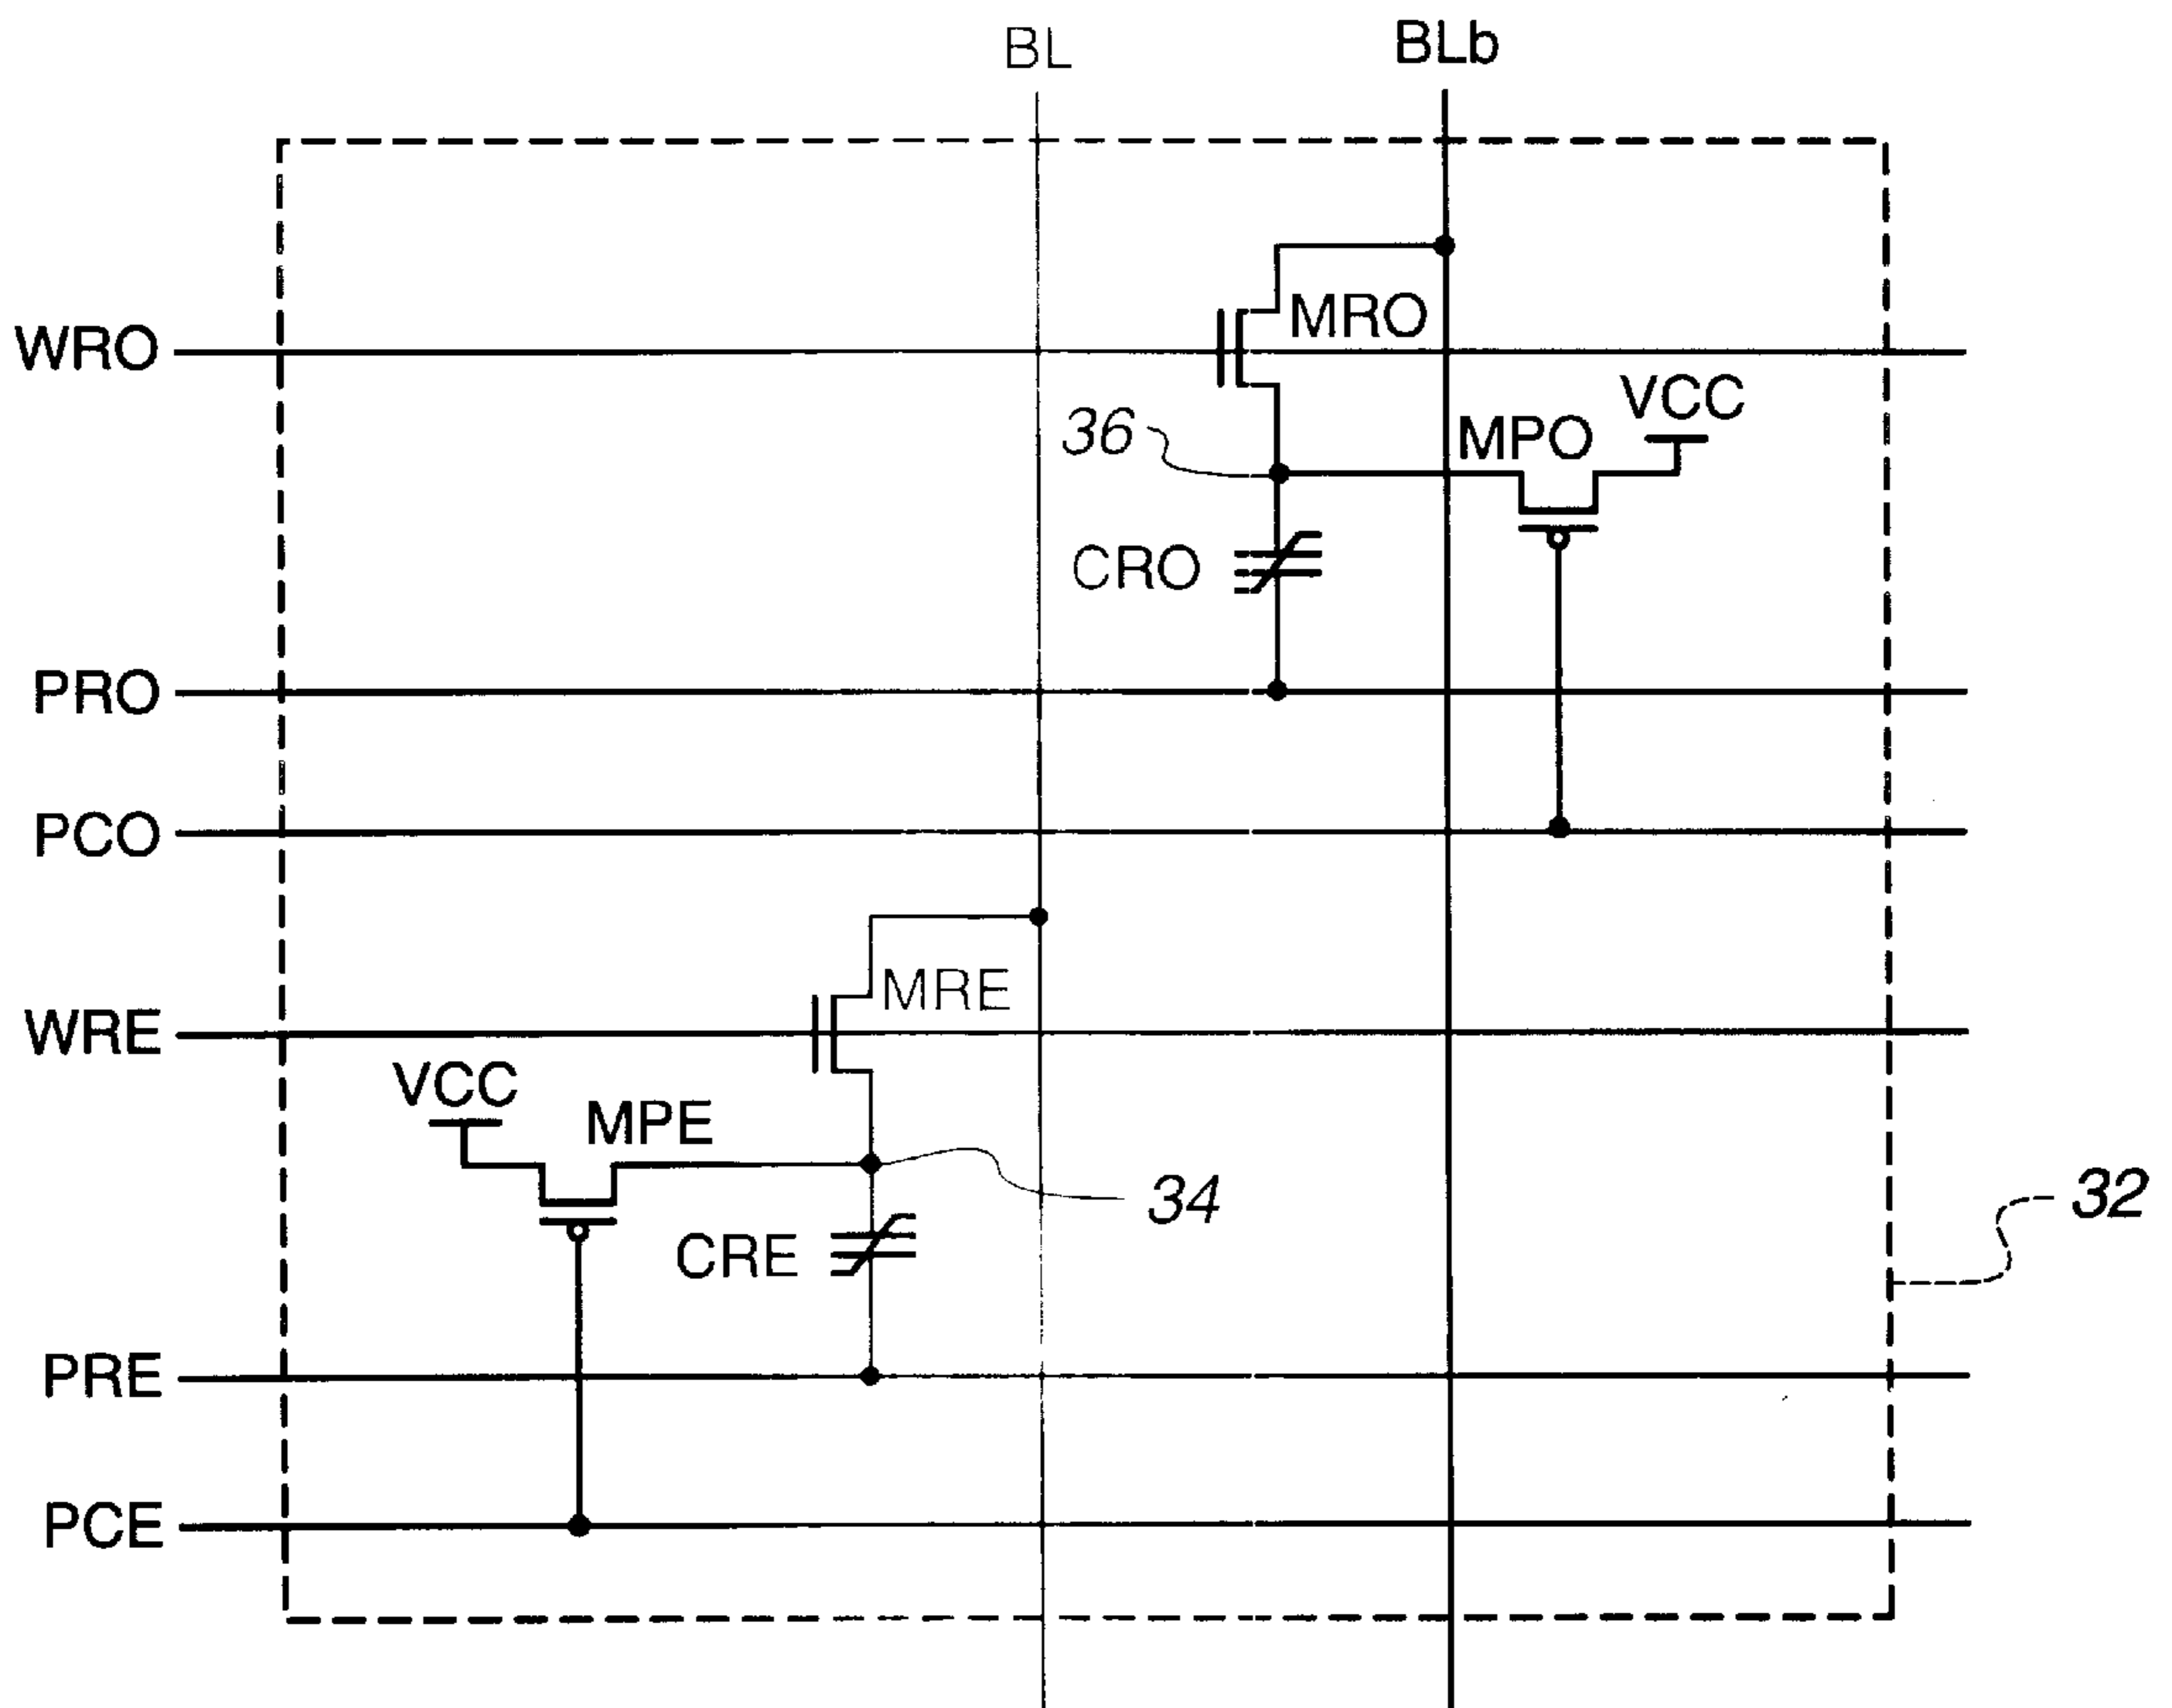 BL
BLb
MRO
WRO
VCC
36
MPO
CRO
PRO
PCO
MRE
WRE
VCC
MPE
34
32
CRE
PRE
PCE